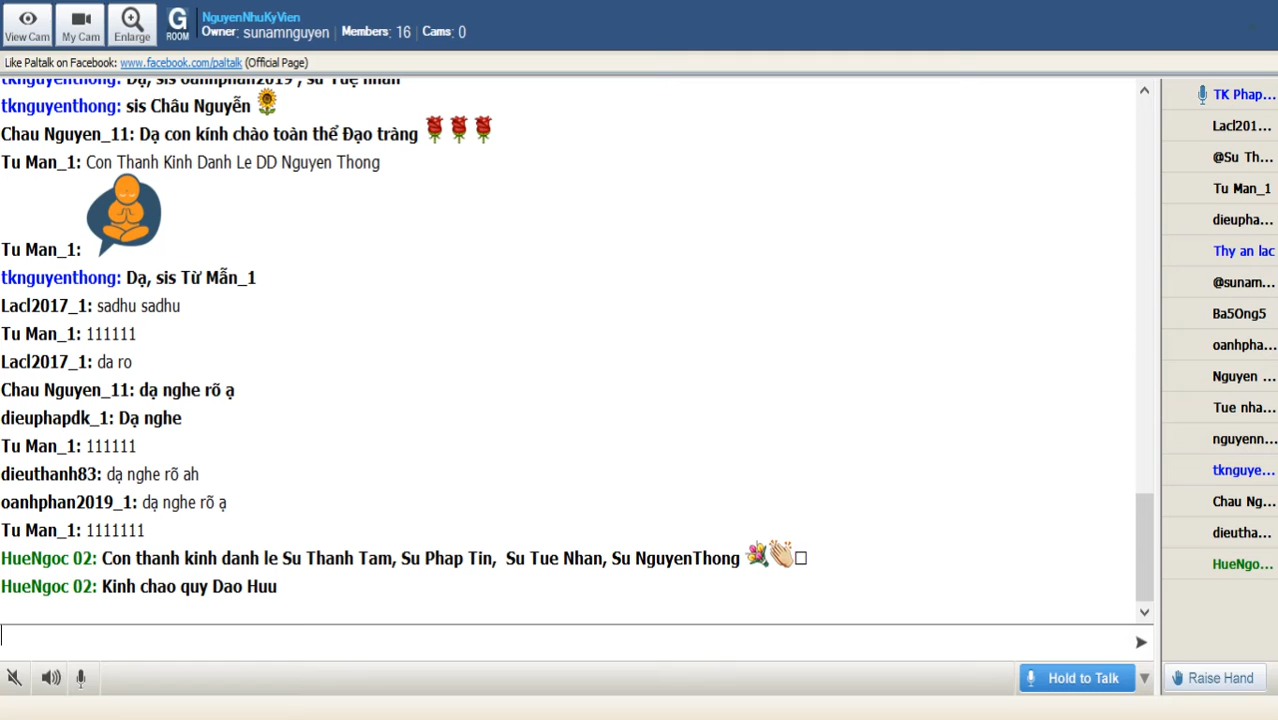 View Cam
My Cam
Enlarge
G
ROOM
NguyenNhuKyVien
Owner: sunamnguyen | Members: 16 | Cams: 0
Like Paltalk on Facebook: www.facebook.com/paltalk (Official Page)
tknguyenthong: Dạ, sis oanhphan2019 , sư Tuệ nhân
tknguyenthong: sis Châu Nguyễn
Chau Nguyen_11: Dạ con kính chào toàn thể Đạo tràng
Tu Man_1: Con Thanh Kinh Danh Le DD Nguyen Thong
Tu Man_1:
tknguyenthong: Dạ, sis Từ Mẫn_1
Lacl2017_1: sadhu sadhu
Tu Man_1: 111111
Lacl2017_1: da ro
Chau Nguyen_11: dạ nghe rõ ạ
dieuphapdk_1: Dạ nghe
Tu Man_1: 111111
dieuthanh83: dạ nghe rõ ah
oanhphan2019_1: dạ nghe rõ ạ
Tu Man_1: 1111111
HueNgoc 02: Con thanh kinh danh le Su Thanh Tam, Su Phap Tin, Su Tue Nhan, Su NguyenThong
HueNgoc 02: Kinh chao quy Dao Huu
Hold to Talk
TK Phap...
Lacl201...
@Su Th...
Tu Man_1
dieupha...
Thy an lac
@sunam...
Ba5Ong5
oanhpha...
Nguyen ...
Tue nha...
nguyenn...
tknguye...
Chau Ng...
dieutha...
HueNgo...
Raise Hand